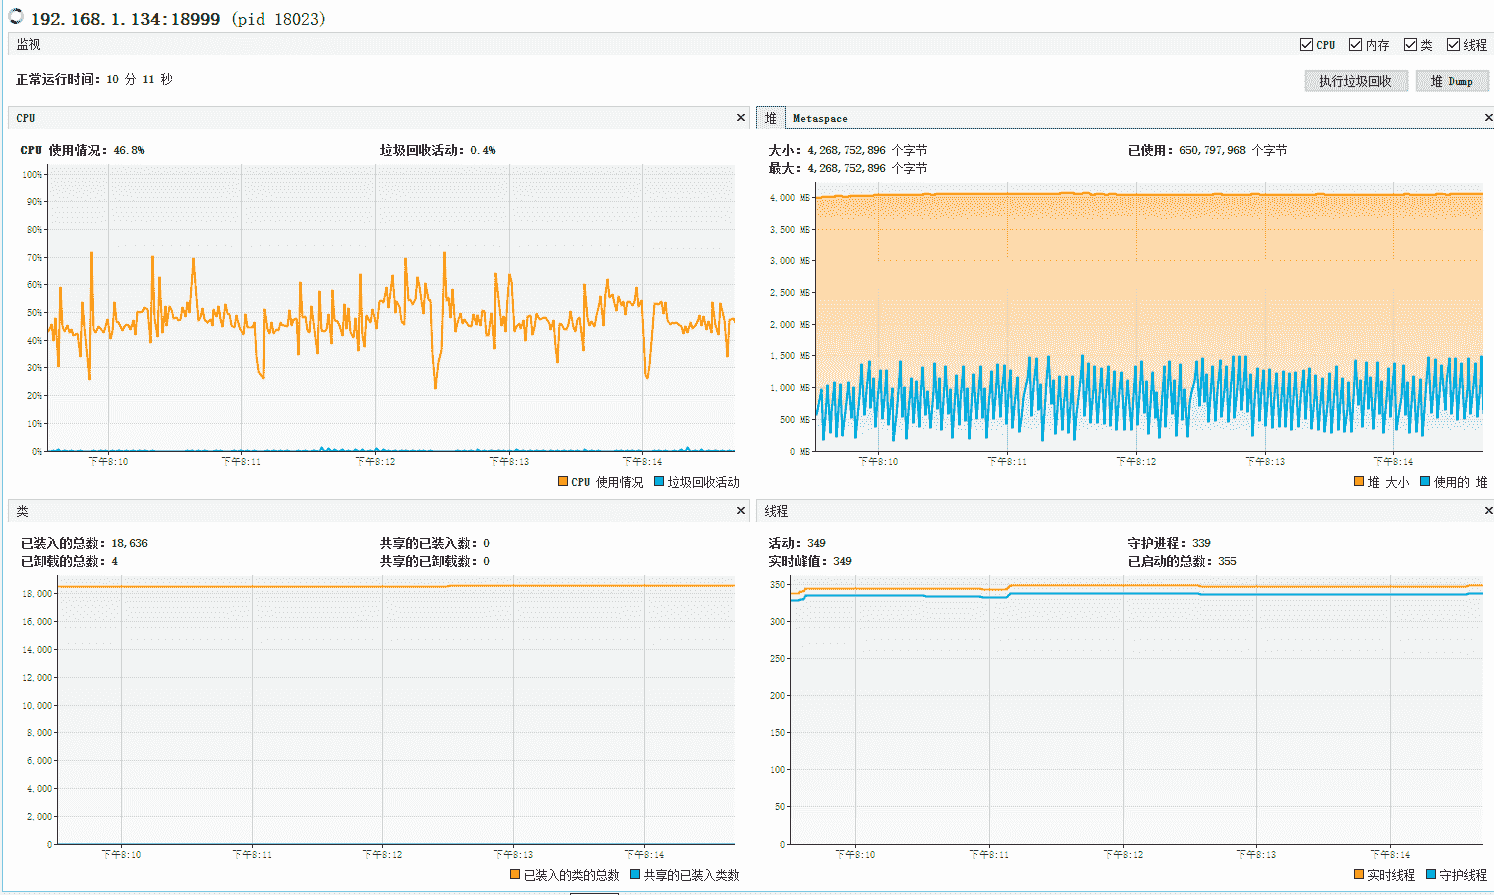 192.168.1.134:18999 (pid 18023)
监视
CPU 内存 类 线程
正常运行时间: 10 分 11 秒
执行垃圾回收 堆 Dump
CPU
CPU 使用情况: 46.8% 垃圾回收活动: 0.4%
100%
90%
80%
70%
60%
50%
40%
30%
20%
10%
0%
下午8:10 下午8:11 下午8:12 下午8:13 下午8:14
CPU 使用情况 垃圾回收活动
堆 Metaspace
大小: 4,268,752,896 个字节 已使用: 650,797,968 个字节
最大: 4,268,752,896 个字节
4,000 MB
3,500 MB
3,000 MB
2,500 MB
2,000 MB
1,500 MB
1,000 MB
500 MB
0 MB
下午8:10 下午8:11 下午8:12 下午8:13 下午8:14
堆 大小 使用的 堆
类
已装入的总数: 18,636 共享的已装入数: 0
已卸载的总数: 4 共享的已卸载数: 0
18,000
16,000
14,000
12,000
10,000
8,000
6,000
4,000
2,000
0
下午8:10 下午8:11 下午8:12 下午8:13 下午8:14
已装入的类的总数 共享的已装入类数
线程
活动: 349 守护进程: 339
实时峰值: 349 已启动的总数: 355
350
300
250
200
150
100
50
0
下午8:10 下午8:11 下午8:12 下午8:13 下午8:14
实时线程 守护线程